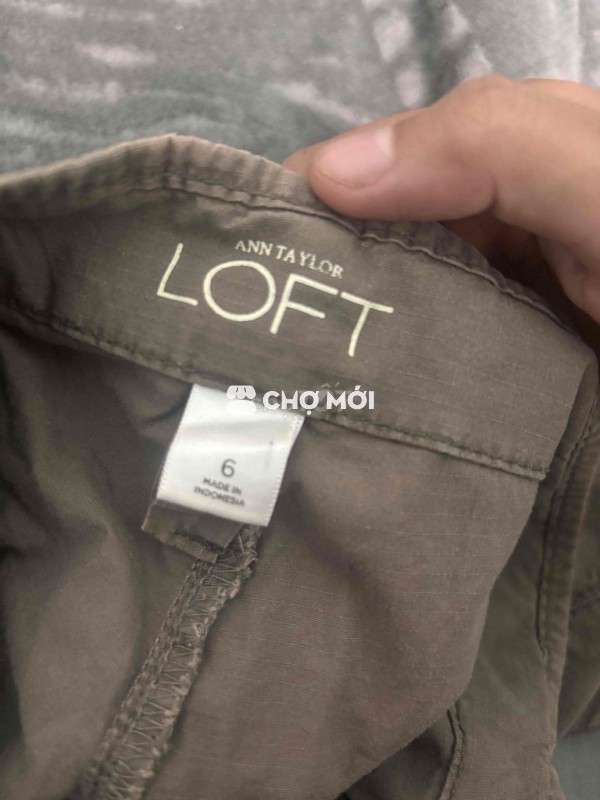 ANN TAYLOR
LOFT
CHỢ MỚI
6
MADE IN
INDONESIA